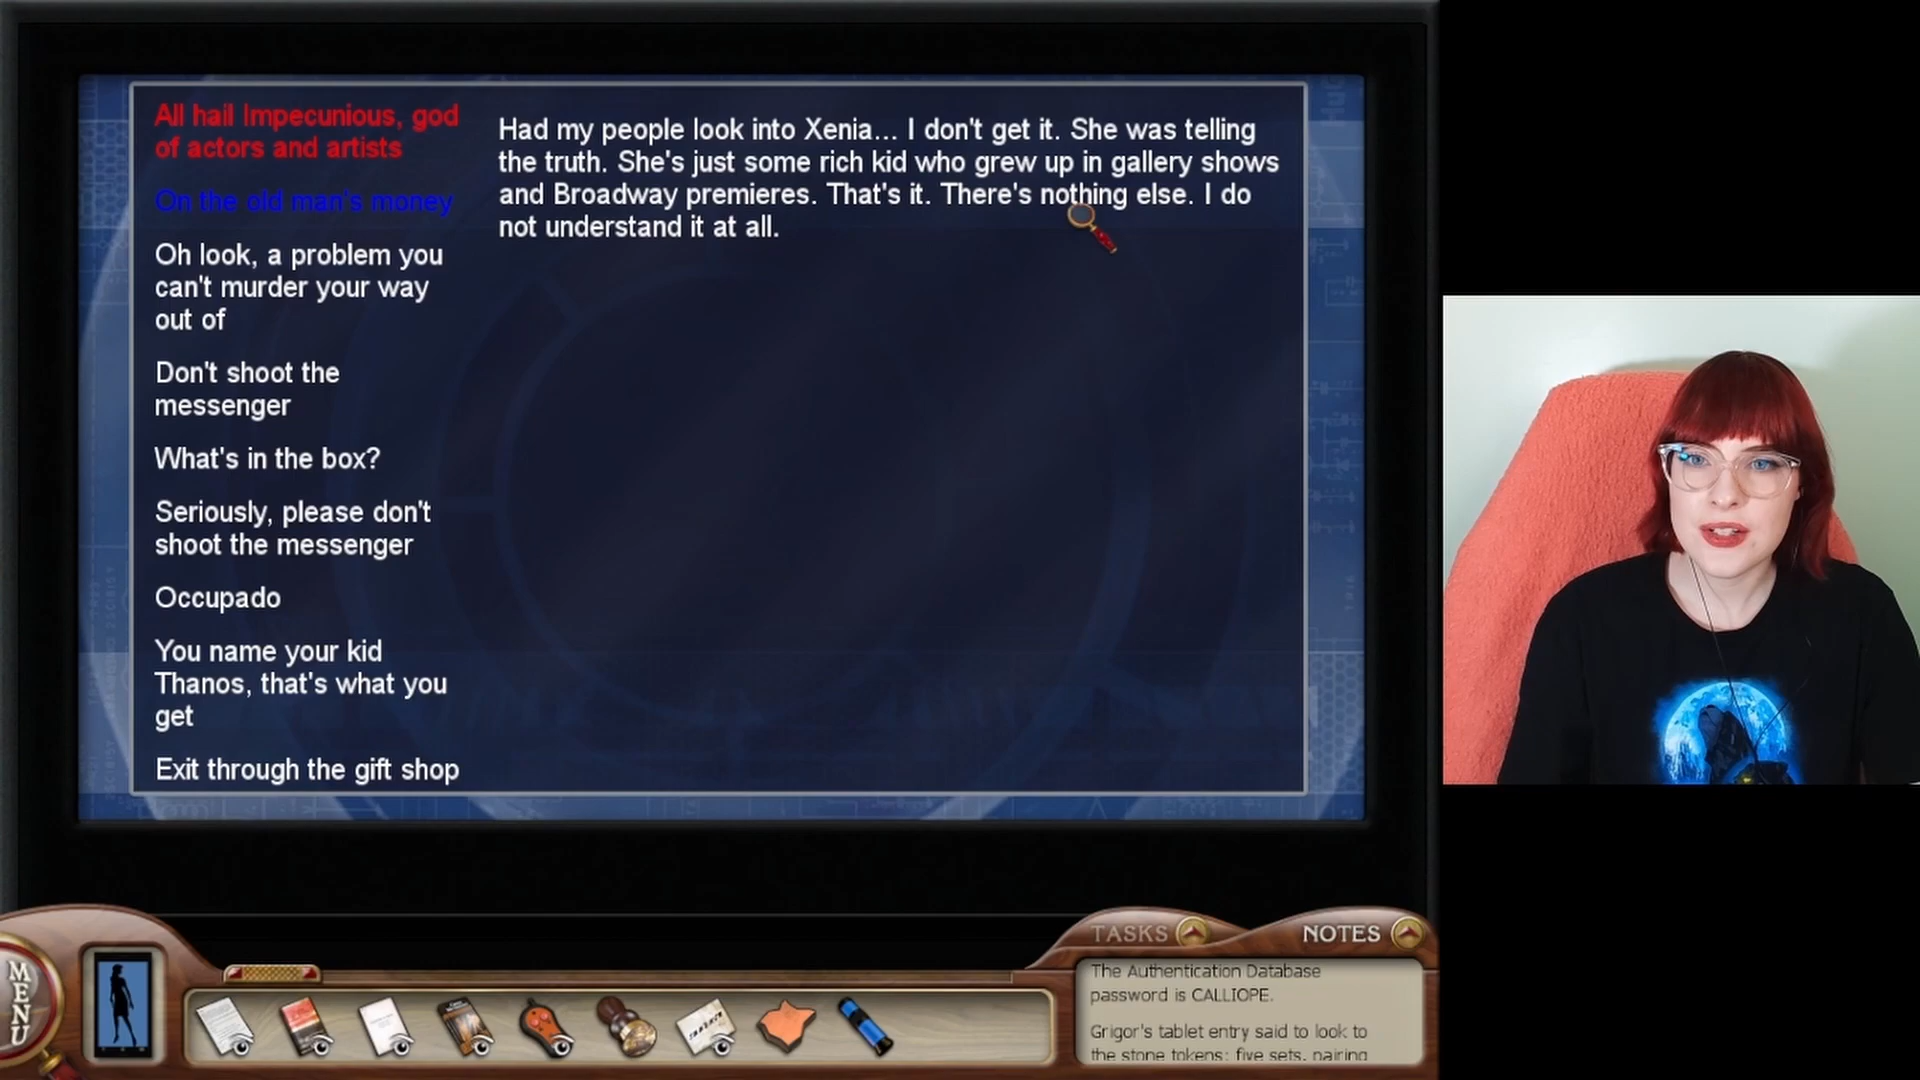 All hail Impecunious, god
of actors and artists
On the old man's money
Oh look, a problem you
can't murder your way
out of
Don't shoot the
messenger
What's in the box?
Seriously, please don't
shoot the messenger
Occupado
You name your kid
Thanos, that's what you
get
Exit through the gift shop
Had my people look into Xenia... I don't get it. She was telling
the truth. She's just some rich kid who grew up in gallery shows
and Broadway premieres. That's it. There's nothing else. I do
not understand it at all.
MENU
TASKS
NOTES
The Authentication Database
password is CALLIOPE.
Grigor's tablet entry said to look to
the stone tokens: five sets, pairing